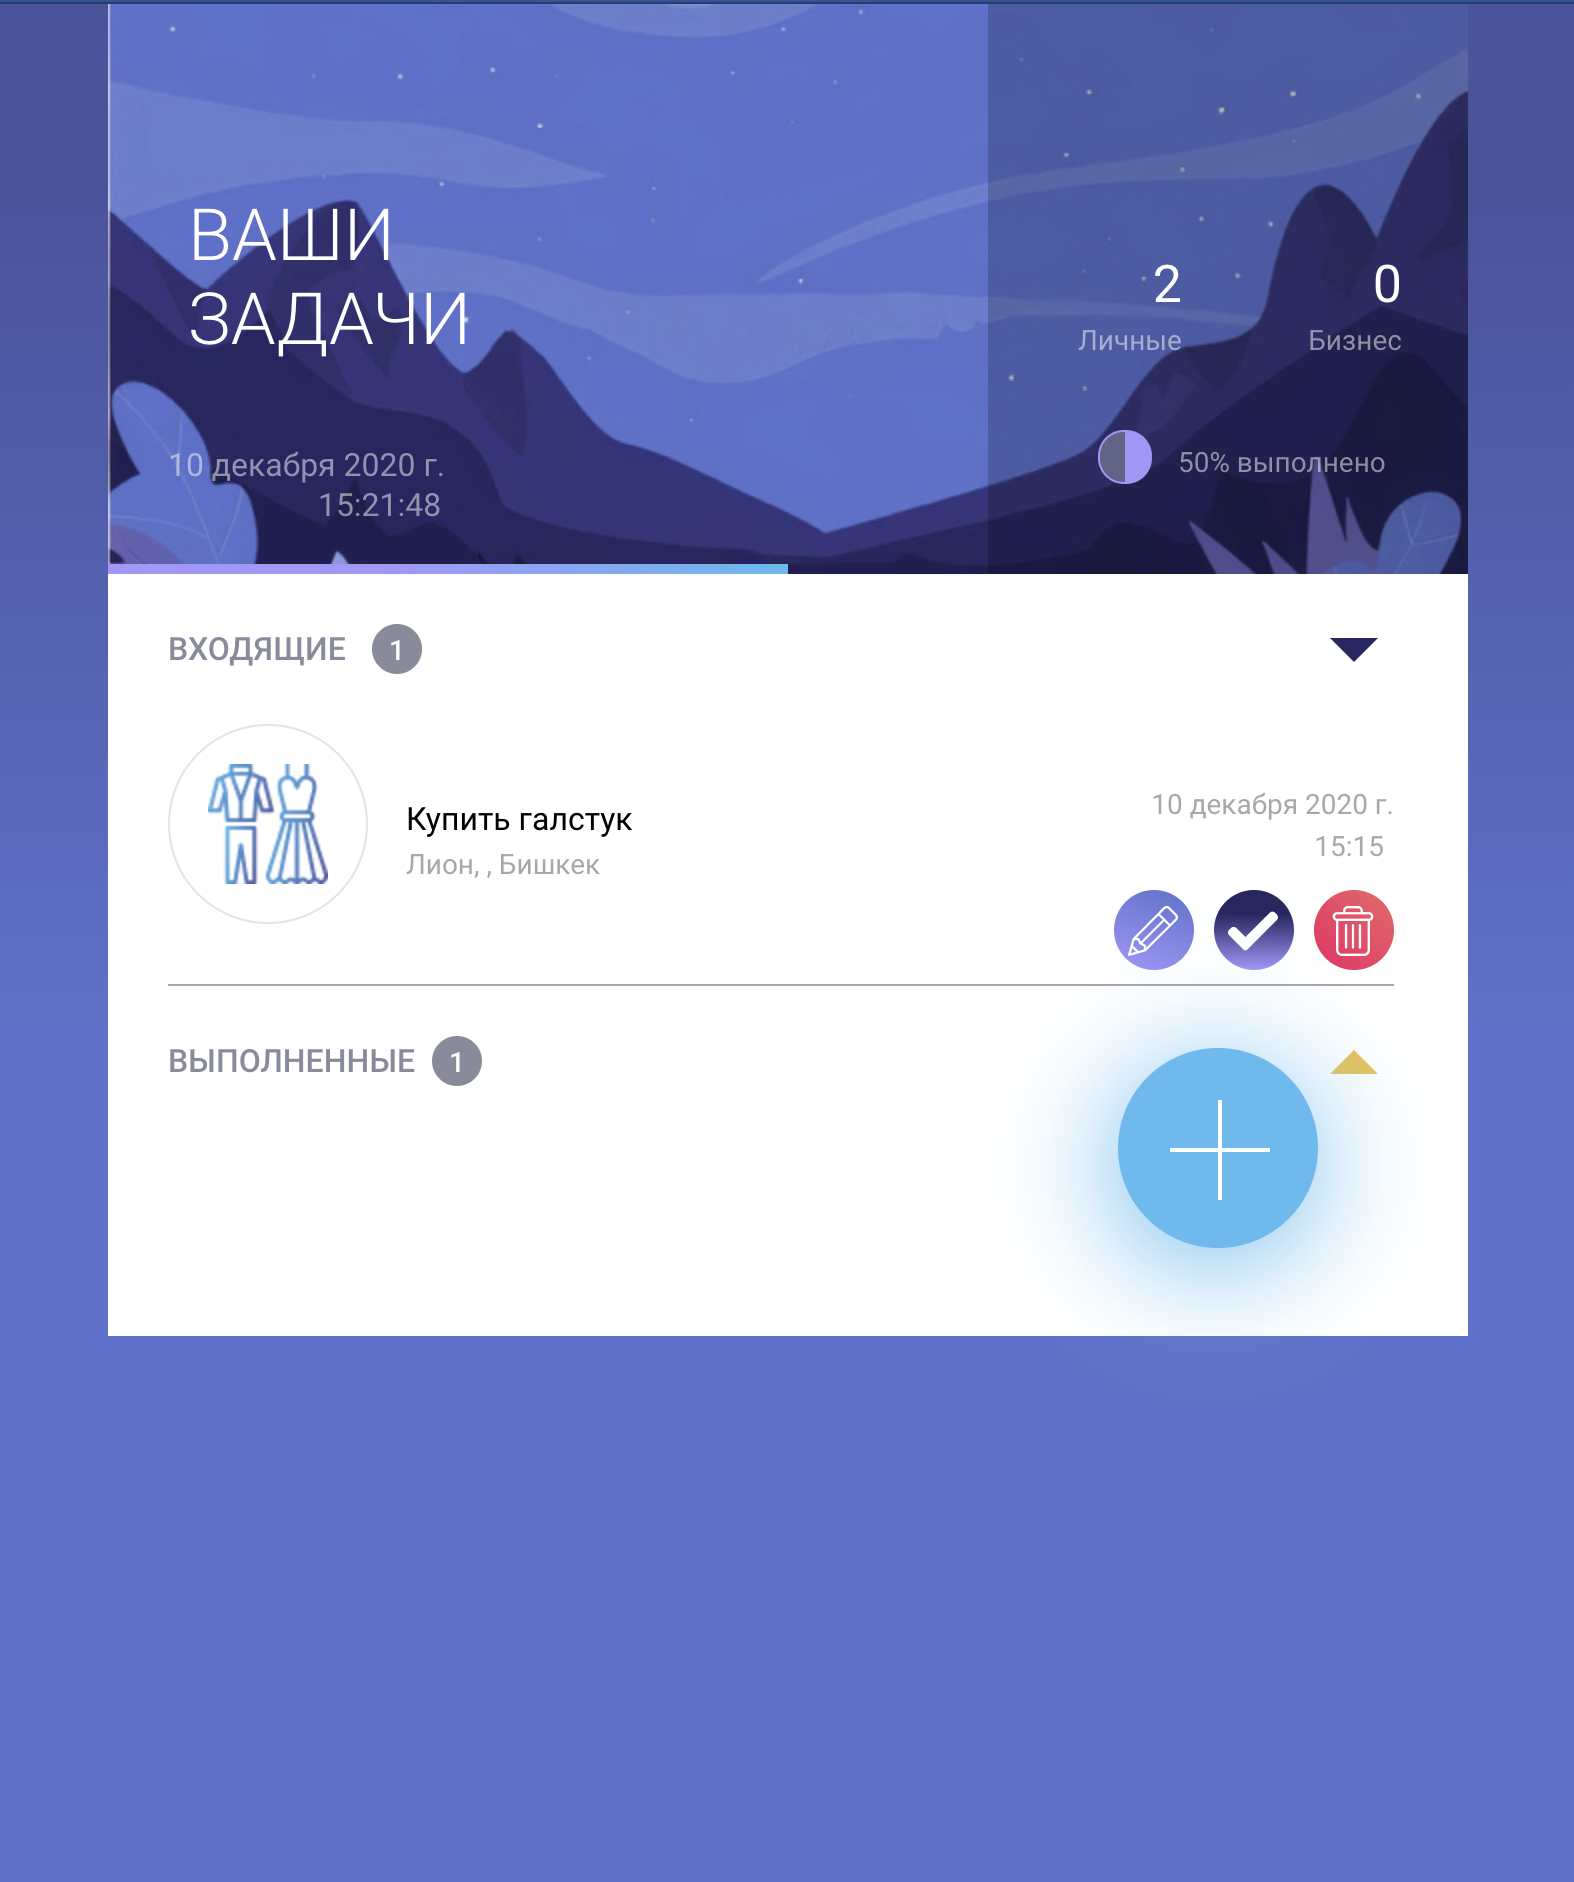 ВАШИ
ЗАДАЧИ
10 декабря 2020 г.
15:21:48
2
Личные
0
Бизнес
50% выполнено
ВХОДЯЩИЕ 1
Купить галстук
Лион, , Бишкек
10 декабря 2020 г.
15:15
ВЫПОЛНЕННЫЕ 1